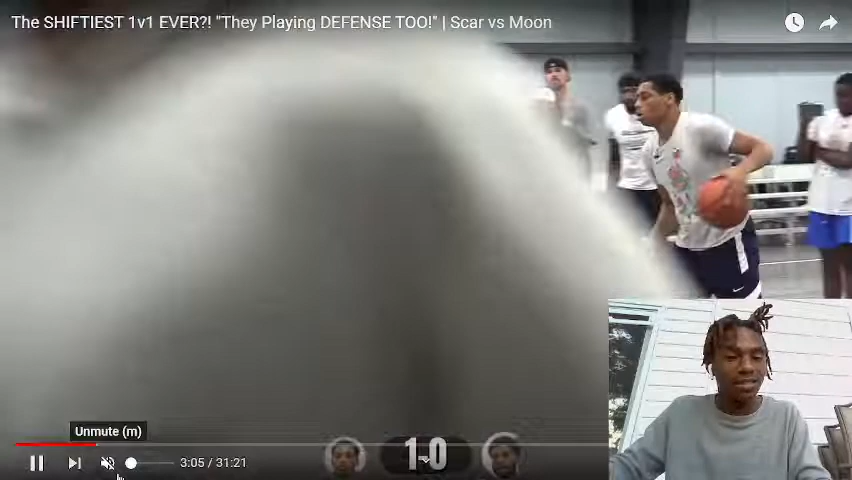 The SHIFTIEST 1v1 EVER?! "They Playing DEFENSE TOO!" | Scar vs Moon
Unmute (m)
3:05 / 31:21
1-0